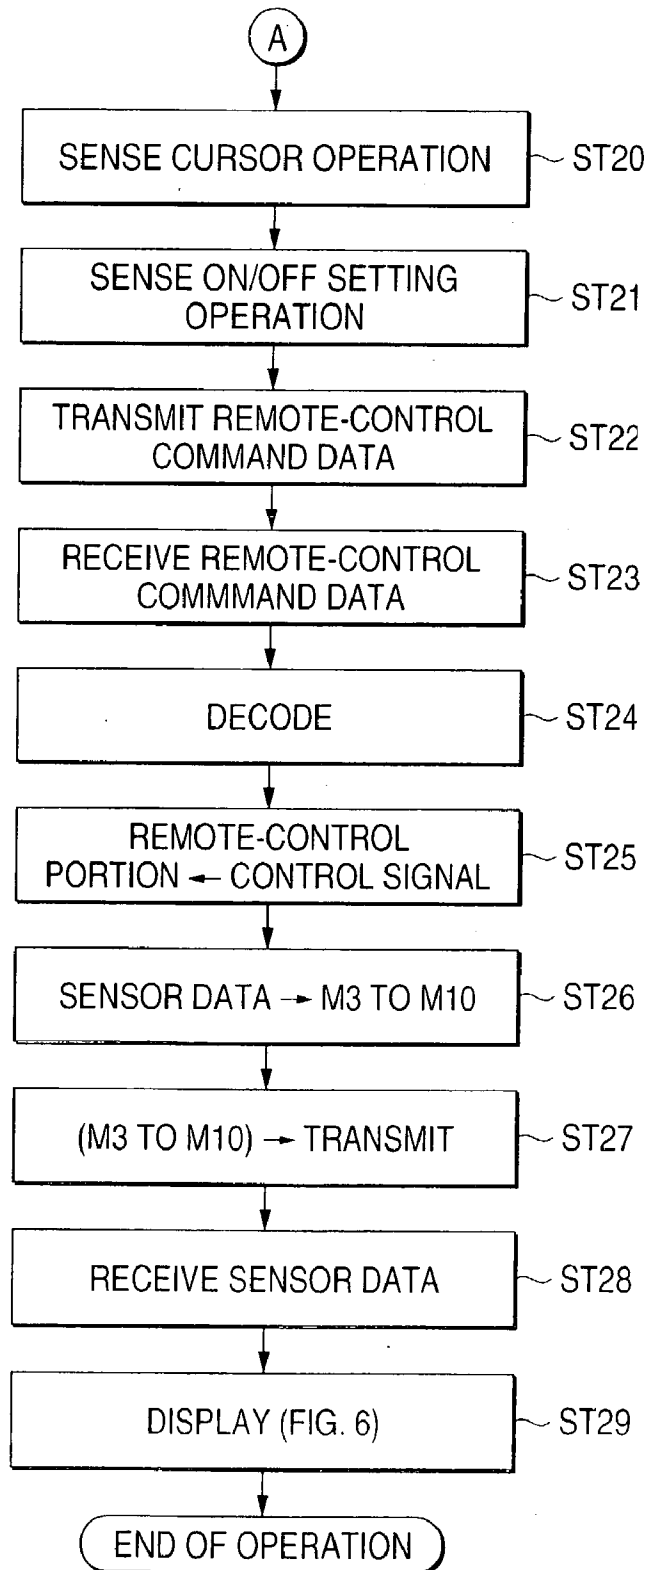 A
SENSE CURSOR OPERATION
ST20
SENSE ON/OFF SETTING
OPERATION
ST21
TRANSMIT REMOTE-CONTROL
COMMAND DATA
ST22
RECEIVE REMOTE-CONTROL
COMMMAND DATA
ST23
DECODE
ST24
REMOTE-CONTROL
PORTION ← CONTROL SIGNAL
ST25
SENSOR DATA → M3 TO M10
ST26
(M3 TO M10) → TRANSMIT
ST27
RECEIVE SENSOR DATA
ST28
DISPLAY (FIG. 6)
ST29
END OF OPERATION